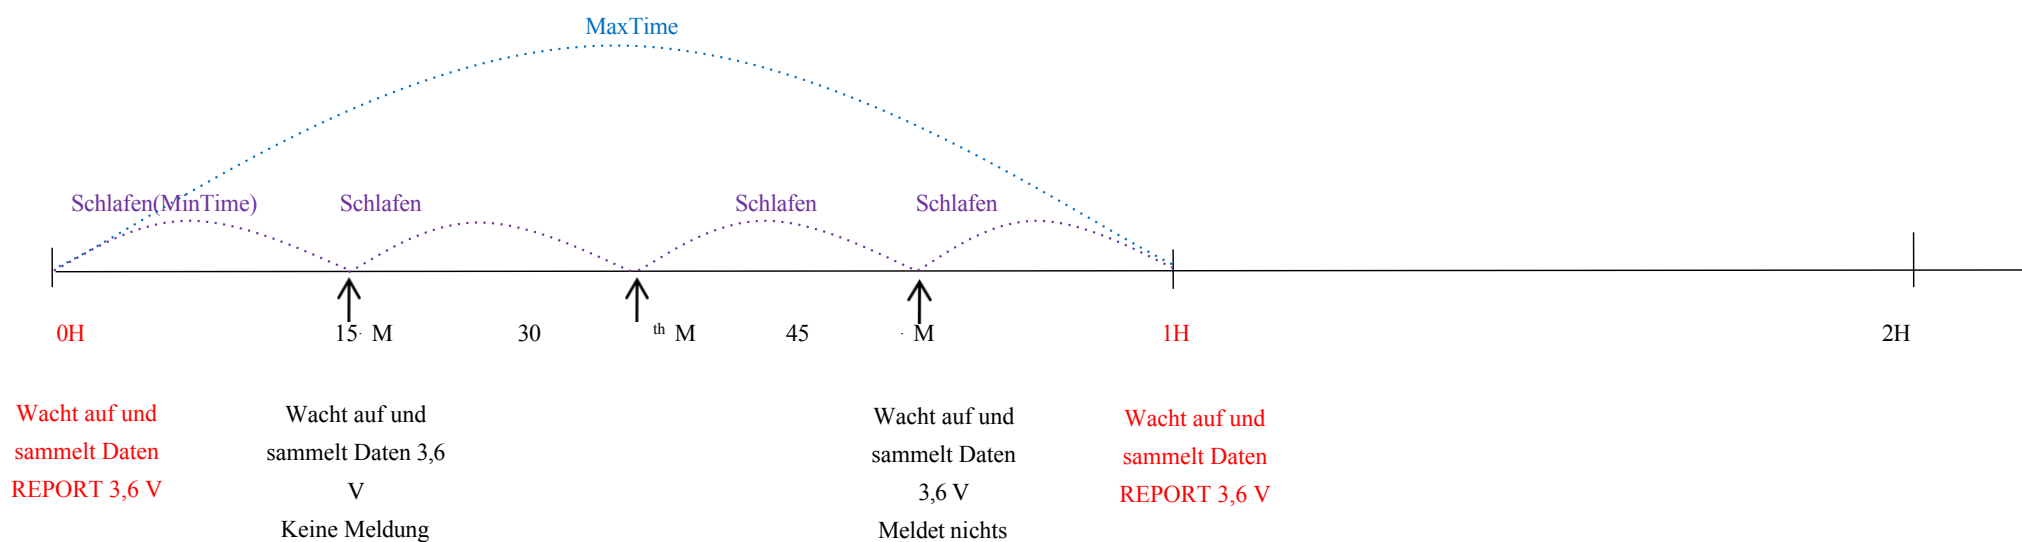 MaxTime
Schlafen(MinTime)
Schlafen
Schlafen
Schlafen
0H
15. M
30
th M
45
. M
1H
2H
Wacht auf und
sammelt Daten
REPORT 3,6 V
Wacht auf und
sammelt Daten 3,6
V
Keine Meldung
Wacht auf und
sammelt Daten
3,6 V
Meldet nichts
Wacht auf und
sammelt Daten
REPORT 3,6 V